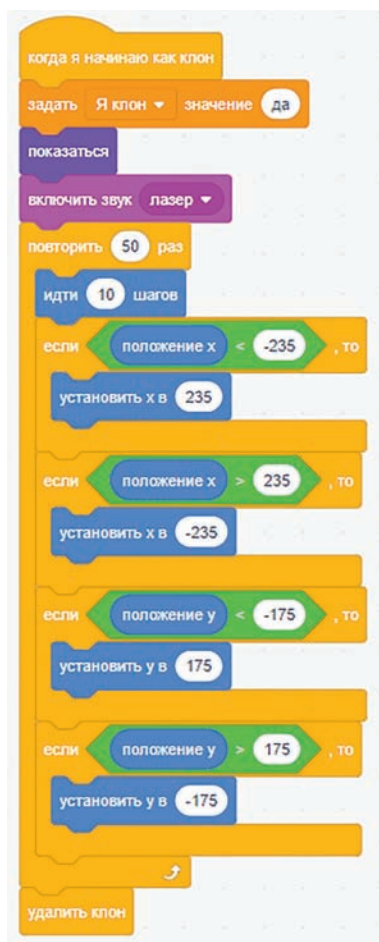 когда я начинаю как клон
задать Я клон значение да
показаться
включить звук лазер
повторить 50 раз
идти 10 шагов
если положение x < -235 , то
установить x в 235
если положение x > 235 , то
установить x в -235
если положение y < -175 , то
установить y в 175
если положение y > 175 , то
установить y в -175
удалить клон